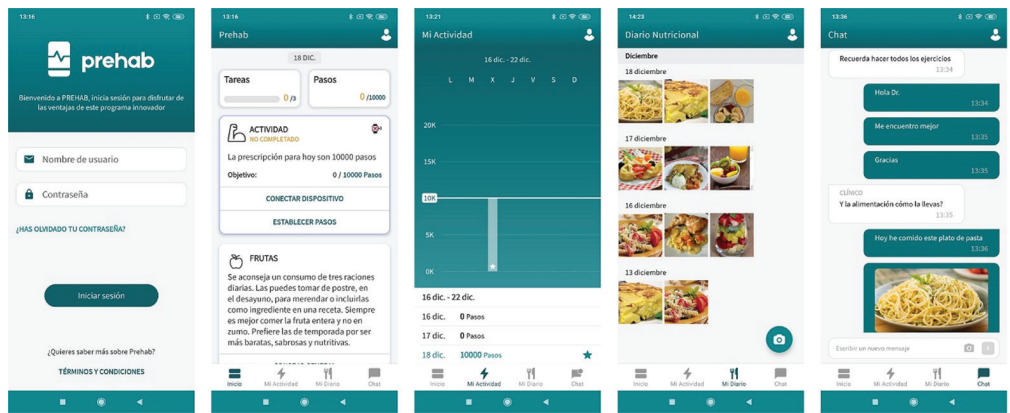 13:16
prehab
Bienvenido a PREHAB, inicia sesión para disfrutar de
las ventajas de este programa innovador
Nombre de usuario
Contraseña
¿HAS OLVIDADO TU CONTRASEÑA?
Iniciar sesión
¿Quieres saber más sobre Prehab?
TÉRMINOS Y CONDICIONES
13:16
Prehab
18 DIC.
Tareas
0 /3
Pasos
0 /10000
ACTIVIDAD
NO COMPLETADO
La prescripción para hoy son 10000 pasos
Objetivo: 0 / 10000 Pasos
CONECTAR DISPOSITIVO
ESTABLECER PASOS
FRUTAS
Se aconseja un consumo de tres raciones
diarias. Las puedes tomar de postre, en
el desayuno, para merendar o incluirlas
como ingrediente en una receta. Siempre
es mejor comer la fruta entera y no en
zumo. Prefiere las de temporada por ser
más baratas, sabrosas y nutritivas.
Inicio Mi Actividad Mi Diario Chat
13:21
Mi Actividad
16 dic. - 22 dic.
L M X J V S D
20K
15K
10K
5K
0K
16 dic. - 22 dic.
16 dic. 0 Pasos
17 dic. 0 Pasos
18 dic. 10000 Pasos
Inicio Mi Actividad Mi Diario Chat
14:23
Diario Nutricional
Diciembre
18 diciembre
17 diciembre
16 diciembre
13 diciembre
Inicio Mi Actividad Mi Diario Chat
13:36
Chat
Recuerda hacer todos los ejercicios
13:34
Hola Dr.
13:34
Me encuentro mejor
13:35
Gracias
13:35
CLÍNICO
Y la alimentación cómo la llevas?
13:35
Hoy he comido este plato de pasta
13:36
Escribir un nuevo mensaje
Inicio Mi Actividad Mi Diario Chat